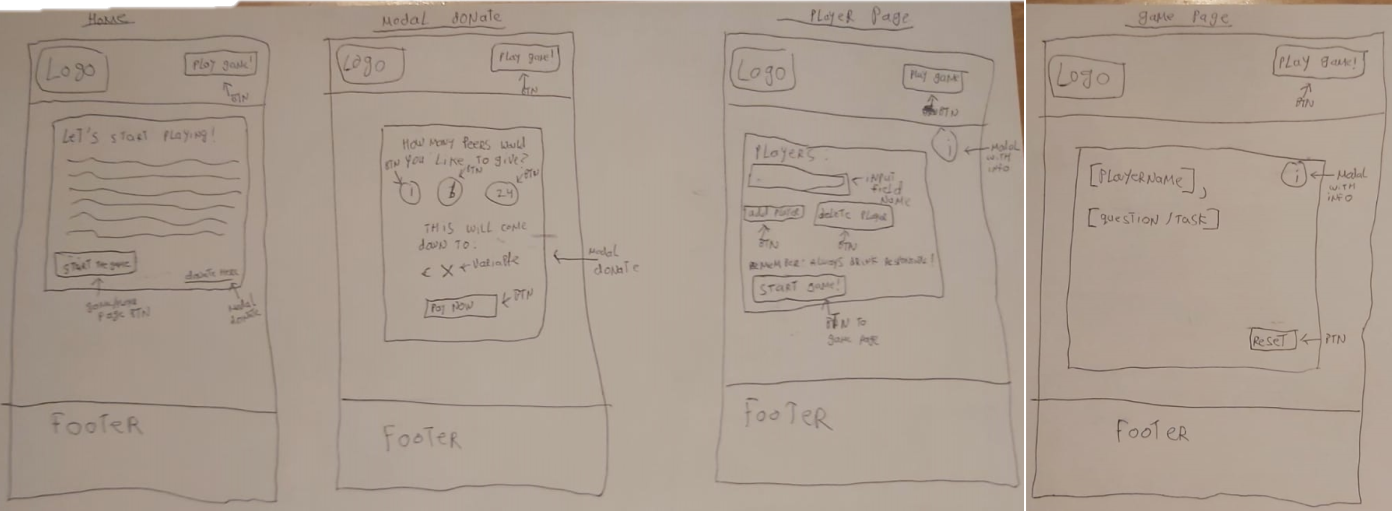 Home
Logo
Play game!
BTN
Let's start playing!
Start the game
donate here
game/home
page BTN
Modal
donate
Footer
Modal donate
Logo
Play game!
BTN
How many beers would
you like to give?
BTN
BTN
BTN
1
6
24
This will come
down to:
€ X ← variable
Pay now
BTN
Modal
donate
Footer
Player Page
Logo
Play game
BTN
i
Modal
with
info
Players:
input
field
name
add player
delete player
BTN
BTN
Remember: always drink responsible!
Start game!
BTN to
game page
Footer
game Page
Logo
Play game!
BTN
[Playername],
i
Modal
with
info
[question / task]
Reset
BTN
Footer